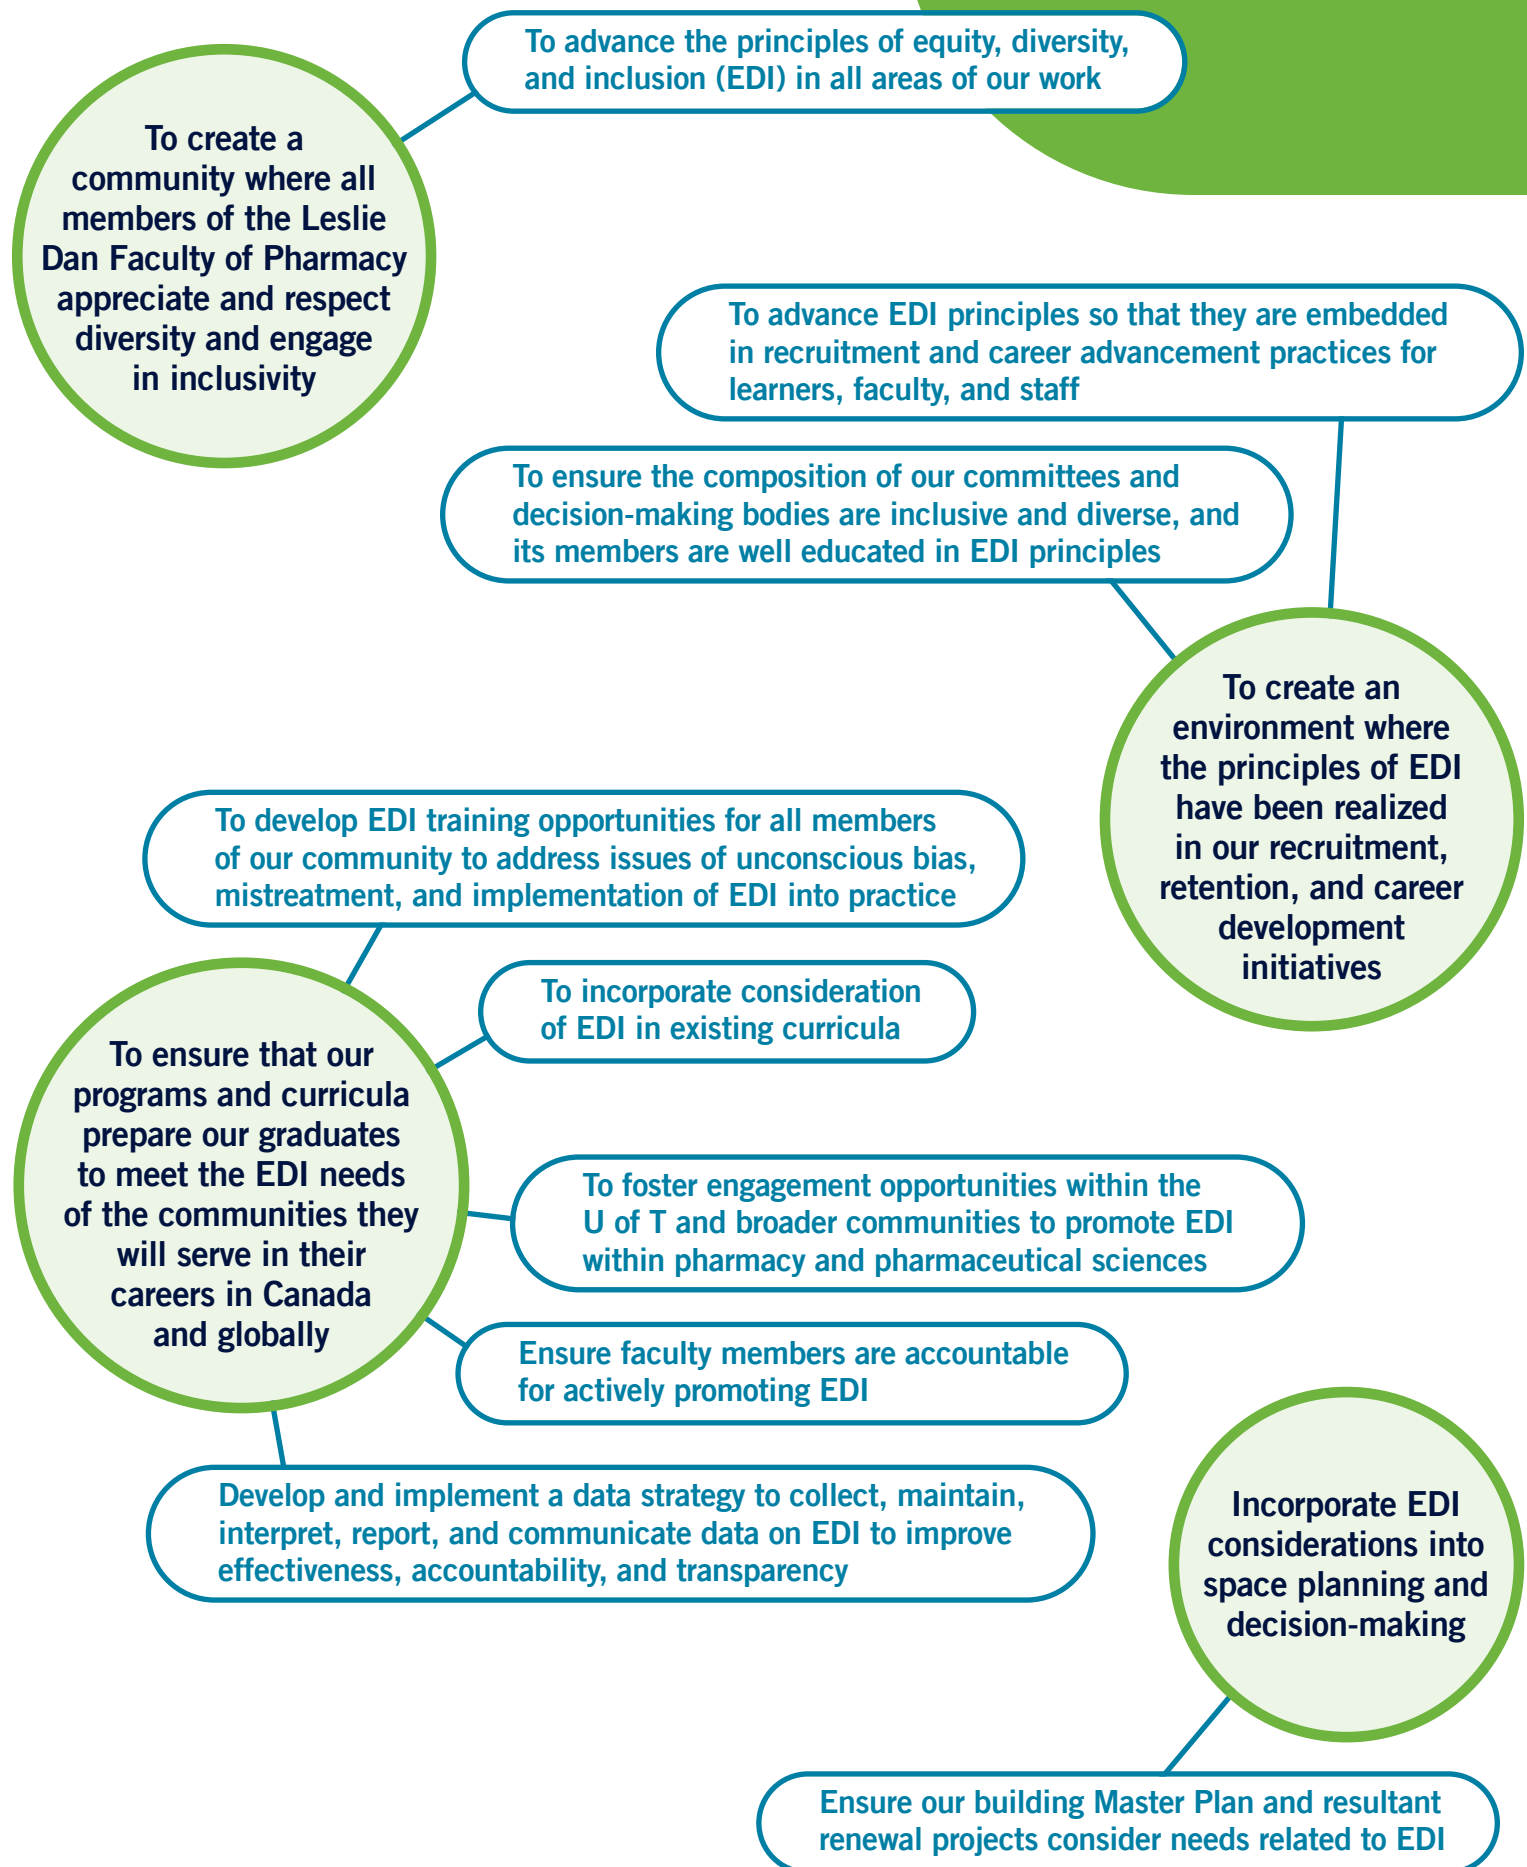 To advance the principles of equity, diversity,
and inclusion (EDI) in all areas of our work
To create a
community where all
members of the Leslie
Dan Faculty of Pharmacy
appreciate and respect
diversity and engage
in inclusivity
To advance EDI principles so that they are embedded
in recruitment and career advancement practices for
learners, faculty, and staff
To ensure the composition of our committees and
decision-making bodies are inclusive and diverse, and
its members are well educated in EDI principles
To create an
environment where
the principles of EDI
have been realized
in our recruitment,
retention, and career
development
initiatives
To develop EDI training opportunities for all members
of our community to address issues of unconscious bias,
mistreatment, and implementation of EDI into practice
To incorporate consideration
of EDI in existing curricula
To ensure that our
programs and curricula
prepare our graduates
to meet the EDI needs
of the communities they
will serve in their
careers in Canada
and globally
To foster engagement opportunities within the
U of T and broader communities to promote EDI
within pharmacy and pharmaceutical sciences
Ensure faculty members are accountable
for actively promoting EDI
Develop and implement a data strategy to collect, maintain,
interpret, report, and communicate data on EDI to improve
effectiveness, accountability, and transparency
Incorporate EDI
considerations into
space planning and
decision-making
Ensure our building Master Plan and resultant
renewal projects consider needs related to EDI